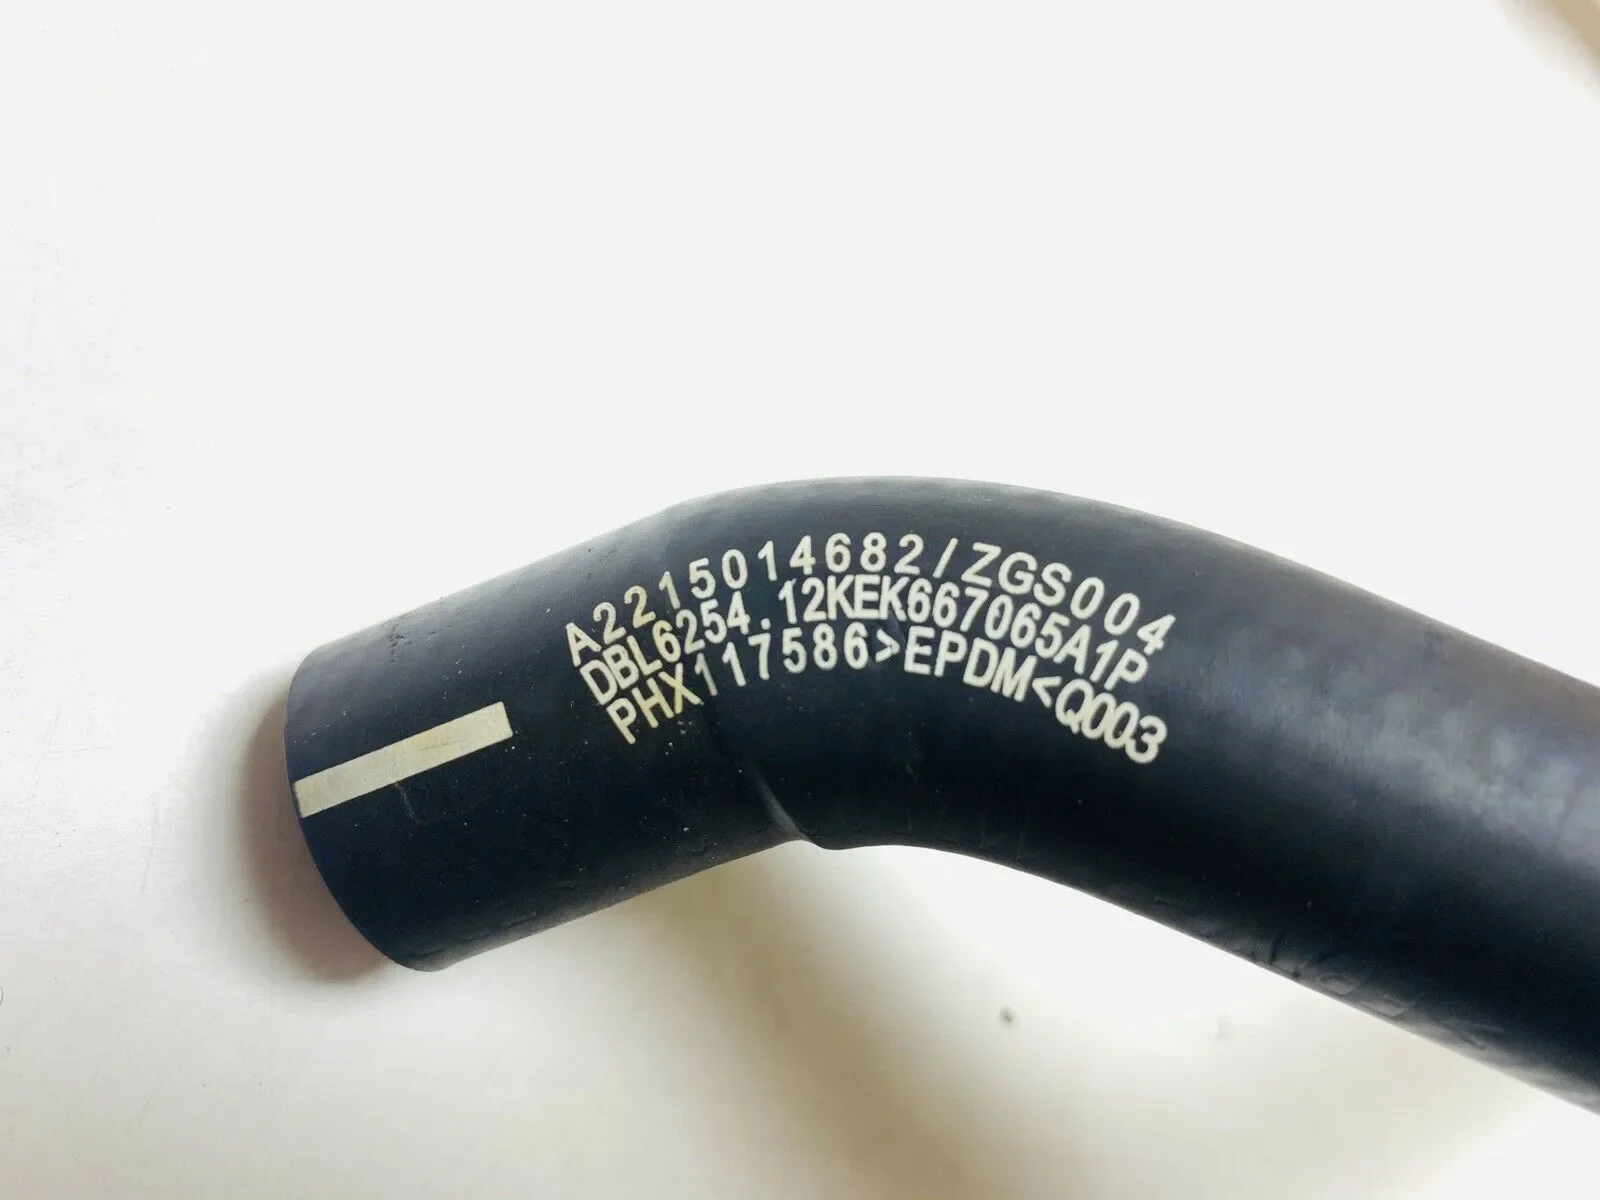 A2215014682/ZGS004
DBL6254.12KEK667065A1P
PHX117586>EPDM<Q003